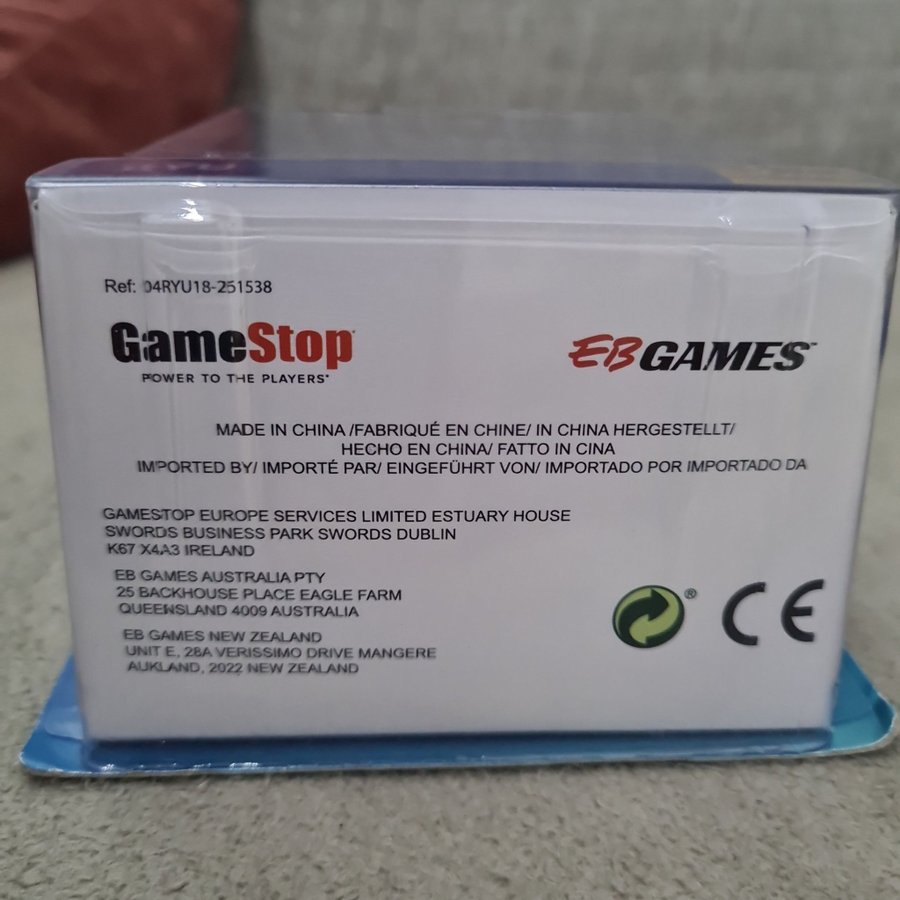 Ref: 04RYU18-251538
GameStop
POWER TO THE PLAYERS®
EB GAMES™
MADE IN CHINA /FABRIQUÉ EN CHINE/ IN CHINA HERGESTELLT/
HECHO EN CHINA/ FATTO IN CINA
IMPORTED BY/ IMPORTÉ PAR/ EINGEFÜHRT VON/ IMPORTADO POR IMPORTADO DA
GAMESTOP EUROPE SERVICES LIMITED ESTUARY HOUSE
SWORDS BUSINESS PARK SWORDS DUBLIN
K67 X4A3 IRELAND
EB GAMES AUSTRALIA PTY
25 BACKHOUSE PLACE EAGLE FARM
QUEENSLAND 4009 AUSTRALIA
EB GAMES NEW ZEALAND
UNIT E, 28A VERISSIMO DRIVE MANGERE
AUKLAND, 2022 NEW ZEALAND
®
CE